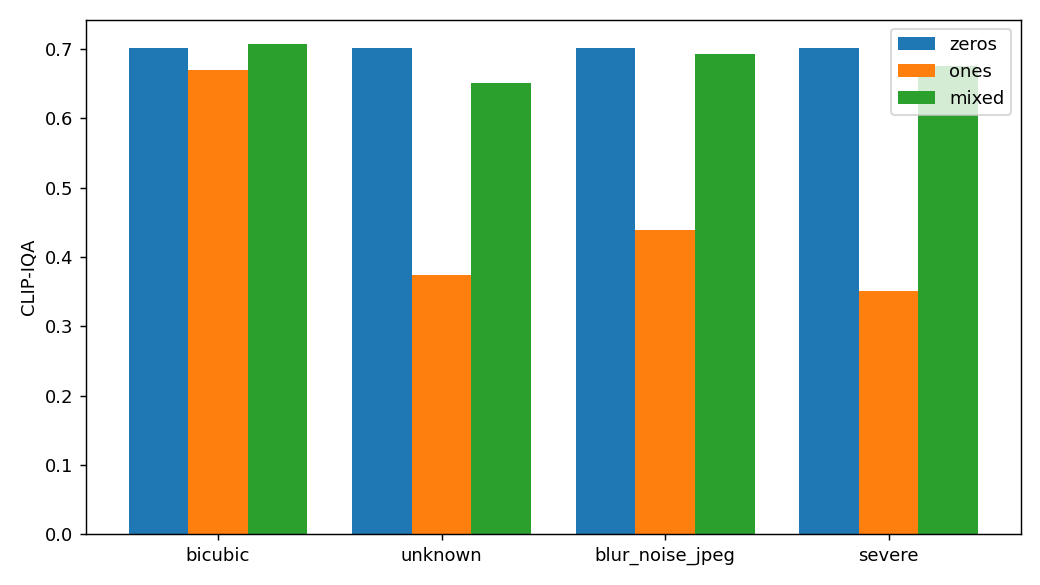 CLIP-IQA
0.7
0.6
0.5
0.4
0.3
0.2
0.1
0.0
zeros
ones
mixed
bicubic
unknown
blur_noise_jpeg
severe